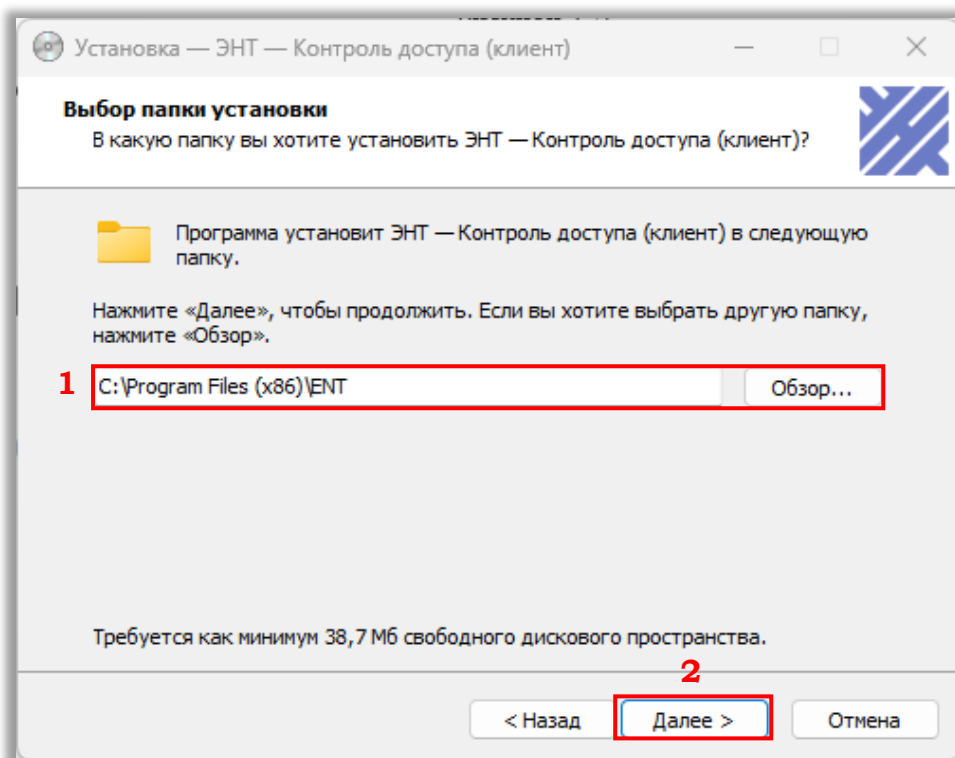 Установка — ЭНТ — Контроль доступа (клиент)
Выбор папки установки
В какую папку вы хотите установить ЭНТ — Контроль доступа (клиент)?
Программа установит ЭНТ — Контроль доступа (клиент) в следующую
папку.
Нажмите «Далее», чтобы продолжить. Если вы хотите выбрать другую папку,
нажмите «Обзор».
1 C:\Program Files (x86)\ENT Обзор...
Требуется как минимум 38,7 Мб свободного дискового пространства.
2
< Назад Далее > Отмена